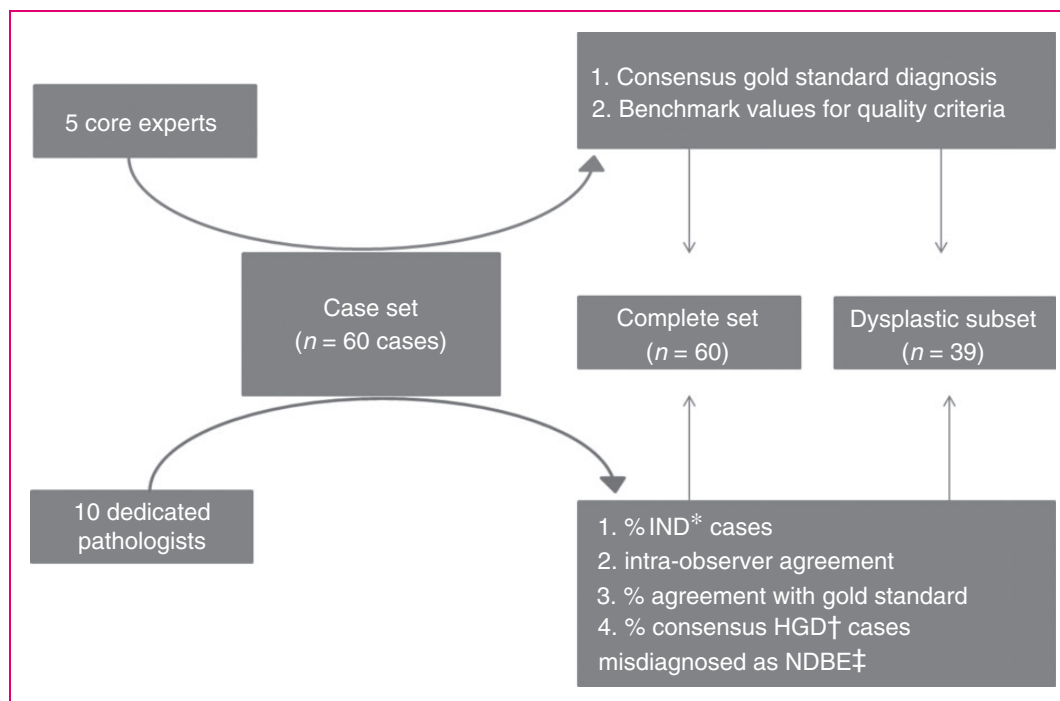 5 core experts
1. Consensus gold standard diagnosis
2. Benchmark values for quality criteria
Case set
(n = 60 cases)
Complete set
(n = 60)
Dysplastic subset
(n = 39)
10 dedicated
pathologists
1. % IND* cases
2. intra-observer agreement
3. % agreement with gold standard
4. % consensus HGD† cases
misdiagnosed as NDBE‡